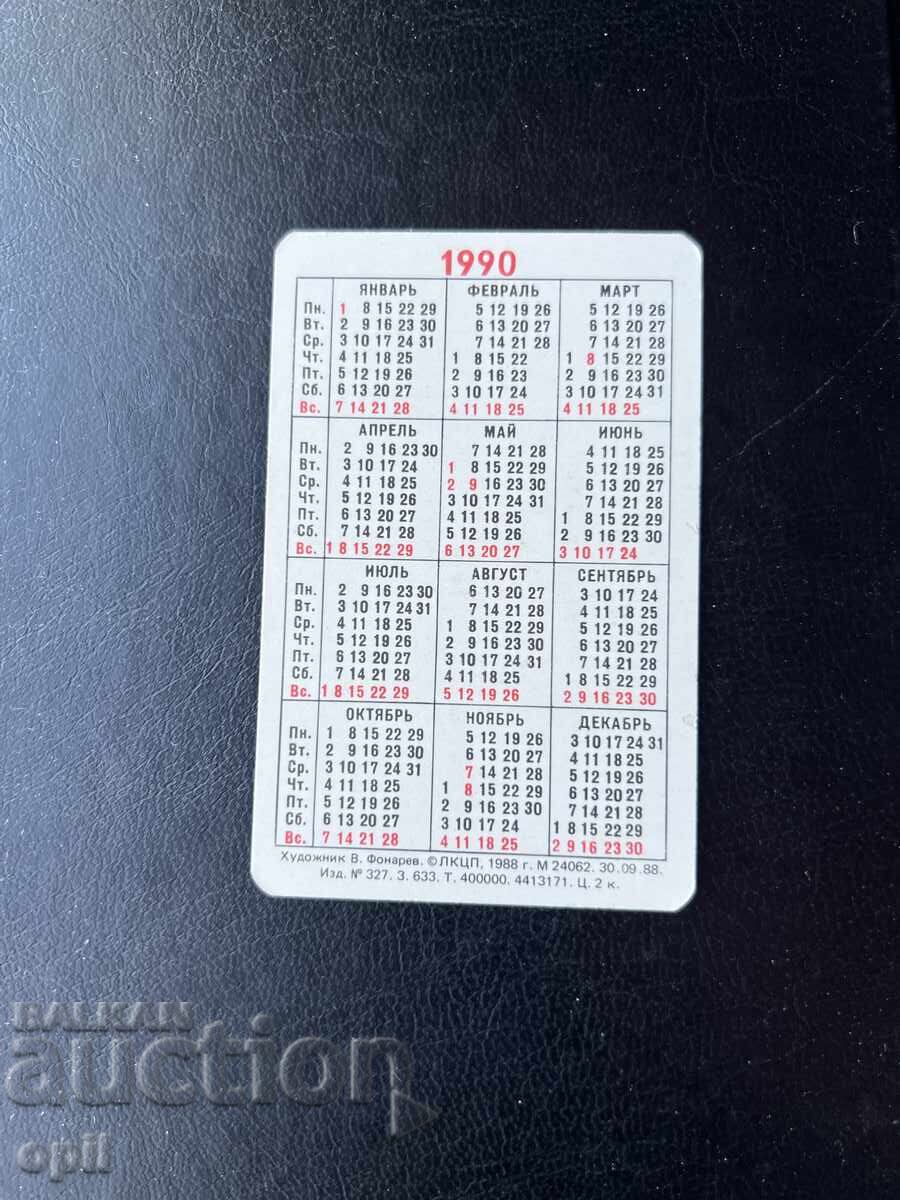 1990
ЯНВАРЬ ФЕВРАЛЬ МАРТ
Пн. 1 8 15 22 29 5 12 19 26 5 12 19 26
Вт. 2 9 16 23 30 6 13 20 27 6 13 20 27
Ср. 3 10 17 24 31 7 14 21 28 7 14 21 28
Чт. 4 11 18 25 1 8 15 22 1 8 15 22 29
Пт. 5 12 19 26 2 9 16 23 2 9 16 23 30
Сб. 6 13 20 27 3 10 17 24 3 10 17 24 31
Вс. 7 14 21 28 4 11 18 25 4 11 18 25
АПРЕЛЬ МАЙ ИЮНЬ
Пн. 2 9 16 23 30 7 14 21 28 4 11 18 25
Вт. 3 10 17 24 1 8 15 22 29 5 12 19 26
Ср. 4 11 18 25 2 9 16 23 30 6 13 20 27
Чт. 5 12 19 26 3 10 17 24 31 7 14 21 28
Пт. 6 13 20 27 4 11 18 25 1 8 15 22 29
Сб. 7 14 21 28 5 12 19 26 2 9 16 23 30
Вс. 1 8 15 22 29 6 13 20 27 3 10 17 24
ИЮЛЬ АВГУСТ СЕНТЯБРЬ
Пн. 2 9 16 23 30 6 13 20 27 3 10 17 24
Вт. 3 10 17 24 31 7 14 21 28 4 11 18 25
Ср. 4 11 18 25 1 8 15 22 29 5 12 19 26
Чт. 5 12 19 26 2 9 16 23 30 6 13 20 27
Пт. 6 13 20 27 3 10 17 24 31 7 14 21 28
Сб. 7 14 21 28 4 11 18 25 1 8 15 22 29
Вс. 1 8 15 22 29 5 12 19 26 2 9 16 23 30
ОКТЯБРЬ НОЯБРЬ ДЕКАБРЬ
Пн. 1 8 15 22 29 5 12 19 26 3 10 17 24 31
Вт. 2 9 16 23 30 6 13 20 27 4 11 18 25
Ср. 3 10 17 24 31 7 14 21 28 5 12 19 26
Чт. 4 11 18 25 1 8 15 22 29 6 13 20 27
Пт. 5 12 19 26 2 9 16 23 30 7 14 21 28
Сб. 6 13 20 27 3 10 17 24 1 8 15 22 29
Вс. 7 14 21 28 4 11 18 25 2 9 16 23 30
Художник В. Фонарев. © ЛКЦП, 1988 г. М 24062. 30.09.88.
Изд. № 327. З. 633. Т. 400000. 4413171. Ц. 2 к.
BALKAN
auction
opil